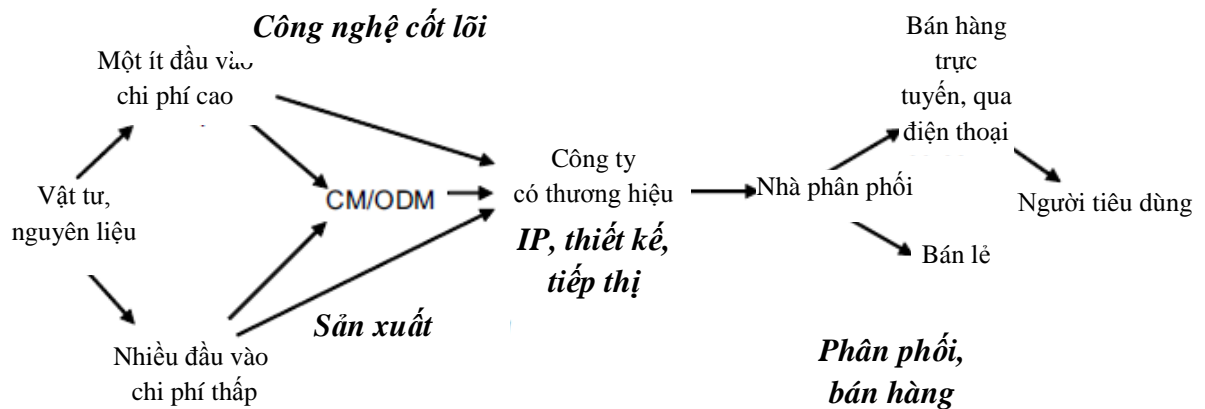 Công nghệ cốt lõi
Một ít đầu vào
chi phí cao
Vật tư,
nguyên liệu
Nhiều đầu vào
chi phí thấp
CM/ODM
Sản xuất
Công ty
có thương hiệu
IP, thiết kế,
tiếp thị
Nhà phân phối
Bán hàng
trực
tuyến, qua
điện thoại
Bán lẻ
Người tiêu dùng
Phân phối,
bán hàng